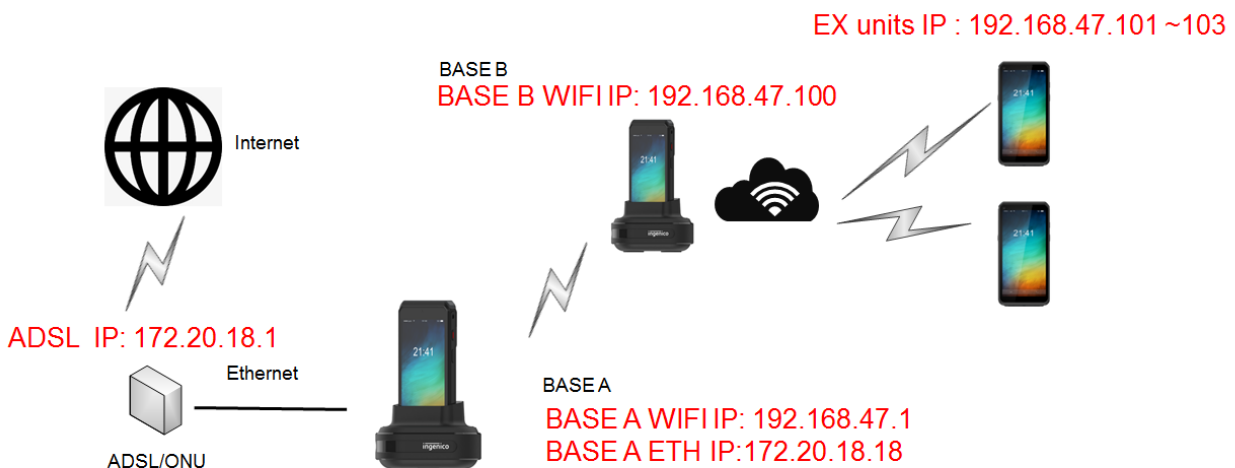 EX units IP : 192.168.47.101 ~103
BASE B
BASE B WIFI IP: 192.168.47.100
21:41
21:41
21:41
ingenico
Internet
ADSL IP: 172.20.18.1
Ethernet
21:41
ingenico
BASE A
BASE A WIFI IP: 192.168.47.1
BASE A ETH IP:172.20.18.18
ADSL/ONU